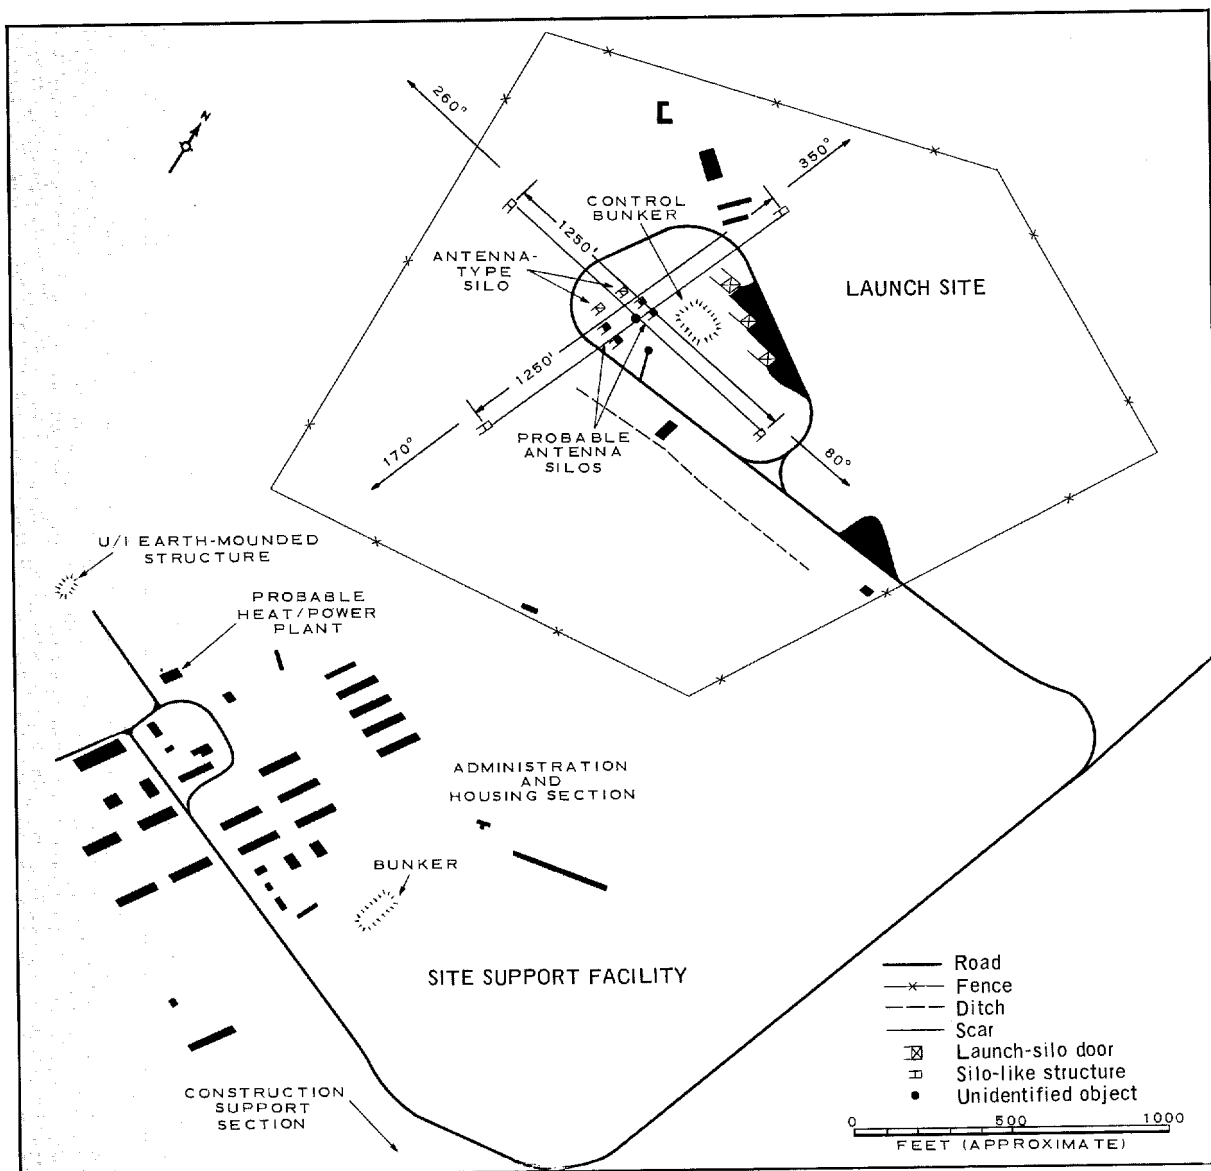 N
260°
350°
CONTROL
BUNKER
1250'
ANTENNA-
TYPE
SILO
LAUNCH SITE
1250'
PROBABLE
ANTENNA
SILOS
170°
80°
U/I EARTH-MOUNDED
STRUCTURE
PROBABLE
HEAT/POWER
PLANT
ADMINISTRATION
AND
HOUSING SECTION
BUNKER
SITE SUPPORT FACILITY
CONSTRUCTION
SUPPORT
SECTION
Road
Fence
Ditch
Scar
Launch-silo door
Silo-like structure
Unidentified object
0 500 1000
FEET (APPROXIMATE)